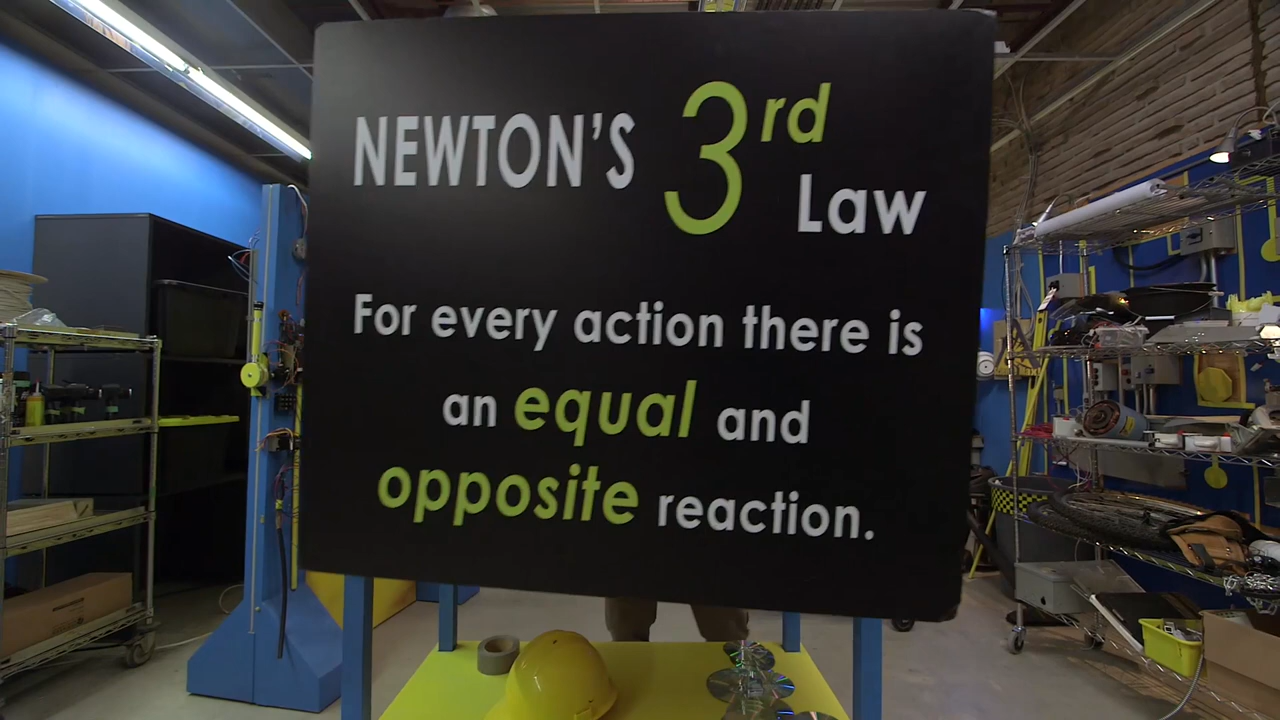 NEWTON'S 3rd
Law
For every action there is
an equal and
opposite reaction.